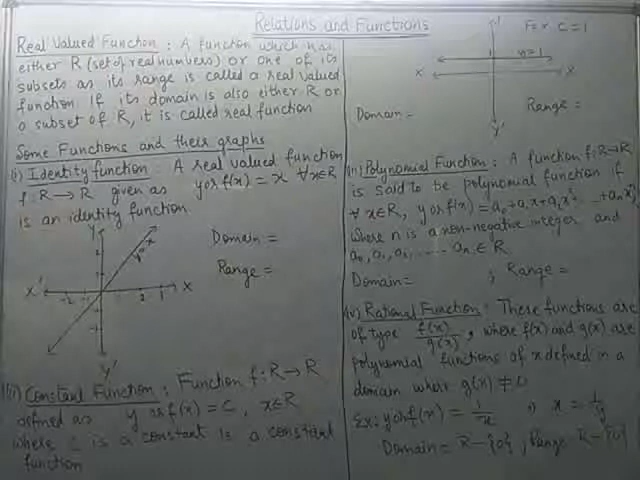 Relations and Functions
Real Valued Function : A function which has
either R (set of real numbers) or one of its
subsets as its range is called a real valued
function. If its domain is also either R or
a subset of R, it is called real function
Some Functions and their graphs
(i) Identity function : A real valued function
f : R → R given as y or f(x) = x ∀ x∈R
is an identity function.
Y
Domain =
Range =
X' X
Y'
Constant Function : Function f : R → R
defined as y or f(x) = C, x∈R
where C is a constant is a constant
function
For C = 1
y = 1
X X
Y'
Domain = Range =
Polynomial Function : A function f : R → R
is said to be polynomial function if
∀ x∈R, y or f(x) = a₀ + a₁x + a₂x² ... + aₙxⁿ,
where n is a non-negative integer and
a₀, a₁, a₂, ..... aₙ ∈ R
Domain = ; Range =
(iv) Rational Function : These functions are
of type f(x)/g(x), where f(x) and g(x) are
polynomial functions of x defined in a
domain where g(x) ≠ 0
Ex: y or f(x) = 1/x x = 1/y
Domain = R - {0}, Range R - {0}